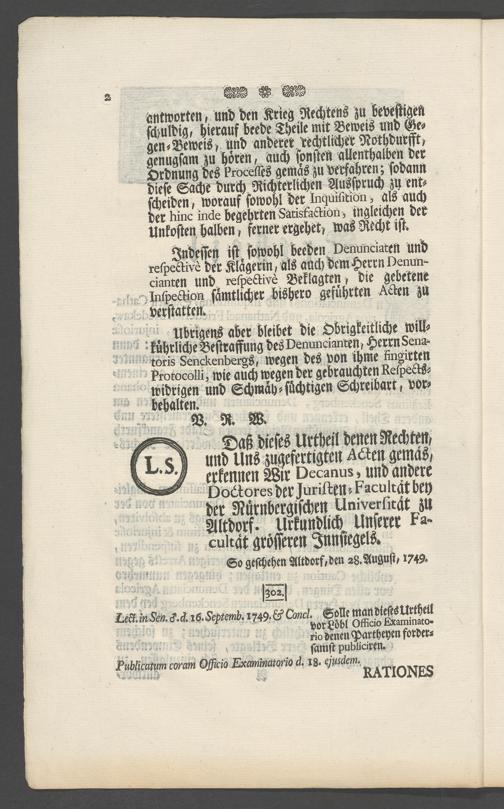 2
antworten, und den Krieg Rechtens zu bevestigen
schuldig, hierauf beede Theile mit Beweis und Ge-
gen-Beweis, und anderer rechtlicher Nothdurfft,
genugsam zu hören, auch sonsten allenthalben der
Ordnung des Processes gemäs zu verfahren; sodann
diese Sache durch Richterlichen Ausspruch zu ent-
scheiden, worauf sowohl der Inquisition, als auch
der hinc inde begehrten Satisfaction, ingleichen der
Unkosten halben, ferner ergehet, was Recht ist.
Indessen ist sowohl beeden Denunciaten und
respectivè der Klägerin, als auch dem Herrn Denun-
cianten und respectivè Beklagten, die gebetene
Inspection sämtlicher bishero geführten Acten zu
verstatten.
Ubrigens aber bleibet die Obrigkeitliche will-
kührliche Bestraffung des Denuncianten, Herrn Sena-
toris Senckenbergs, wegen des von ihme fingirten
Protocolli, wie auch wegen der gebrauchten Respects-
widrigen und Schmäh-süchtigen Schreibart, vor-
behalten.
V. R. W.
L.S.
Daß dieses Urtheil denen Rechten,
und Uns zugefertigten Acten gemäs,
erkennen Wir Decanus, und andere
Doctores der Juristen-Facultät bey
der Nürnbergischen Universität zu
Altdorf. Urkundlich Unserer Fa-
cultät grösseren Innsiegels.
So geschehen Altdorf, den 28. August, 1749.
302.
Lect. in Sen. S. d. 16. Septemb. 1749. & Concl.
Solle man dieses Urtheil
vor Löbl Officio Examinato-
rio denen Partheyen forder-
samst publiciren.
Publicatum coram Officio Examinatorio d. 18. ejusdem.
RATIONES